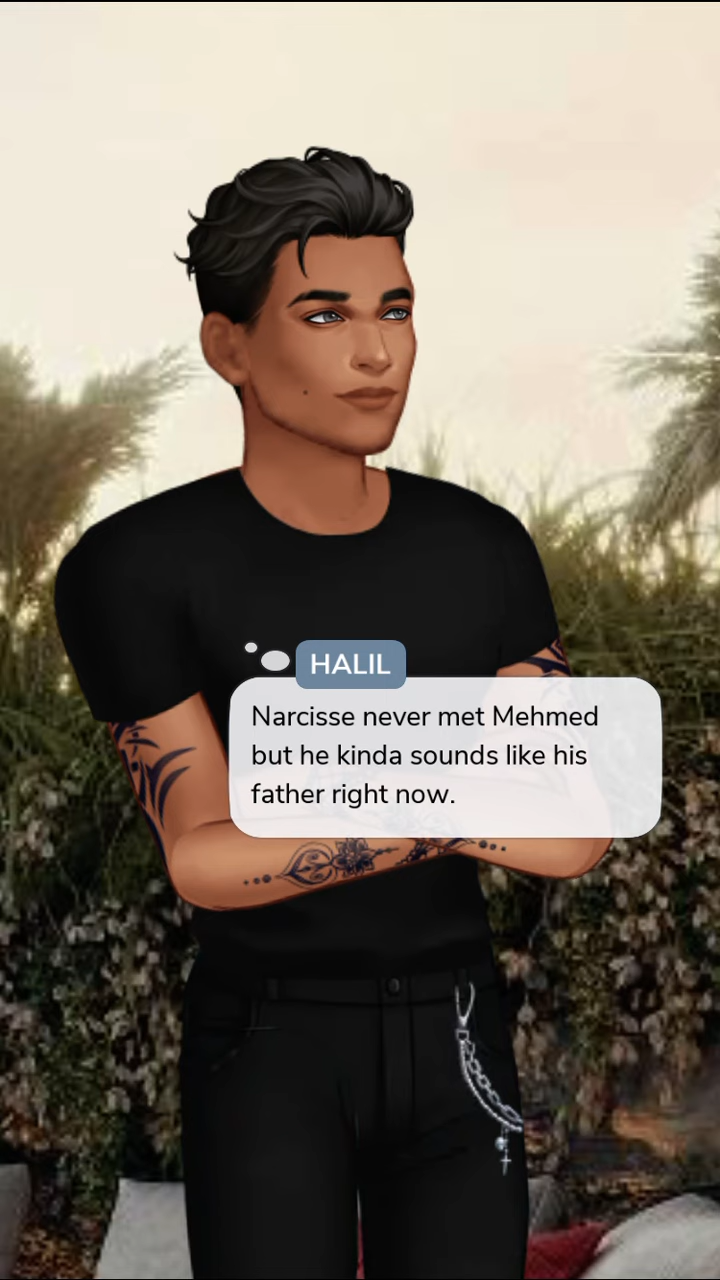 HALIL
Narcisse never met Mehmed
but he kinda sounds like his
father right now.